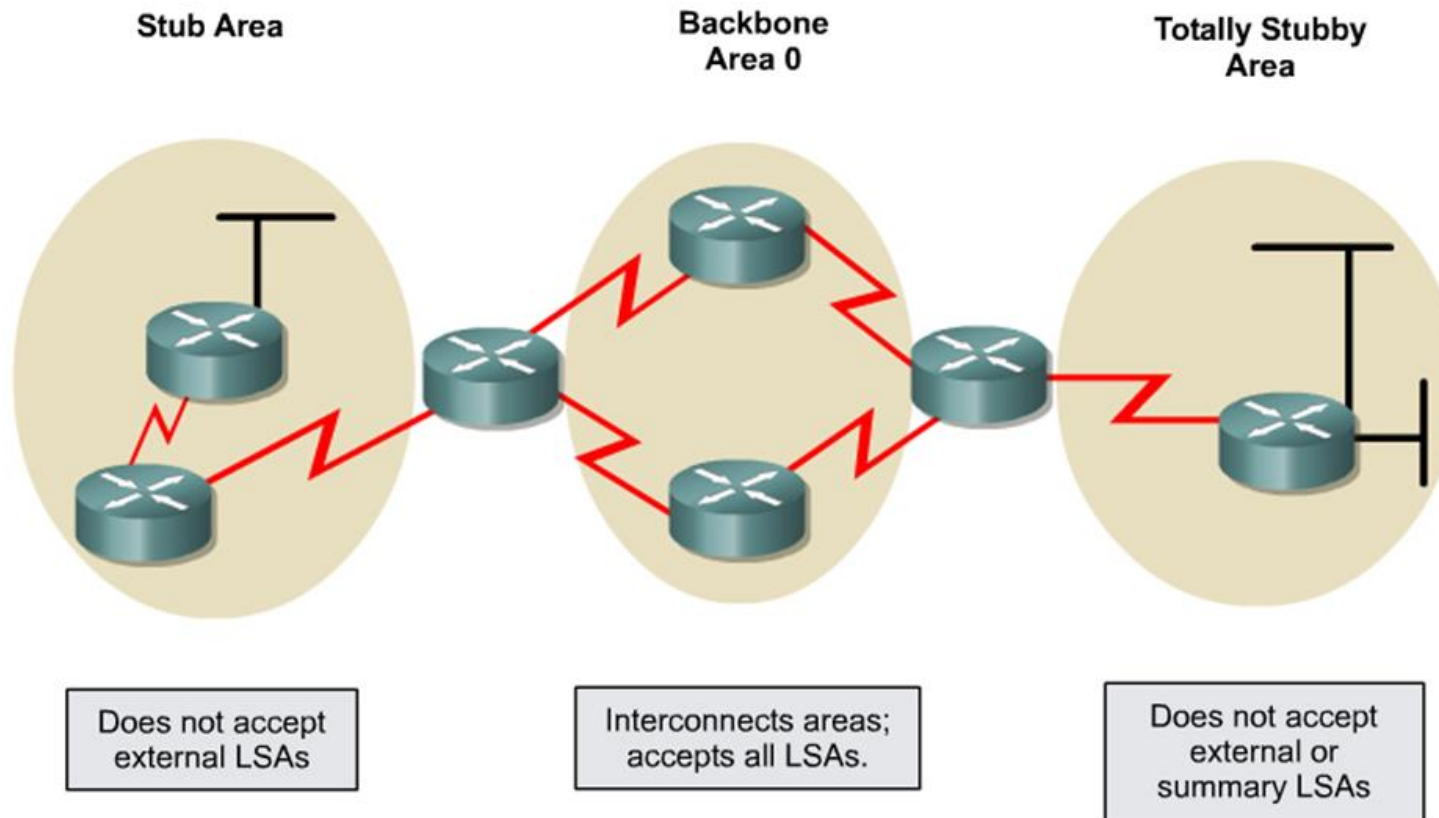 Stub Area
Backbone
Area 0
Totally Stubby
Area
Does not accept
external LSAs
Interconnects areas;
accepts all LSAs.
Does not accept
external or
summary LSAs